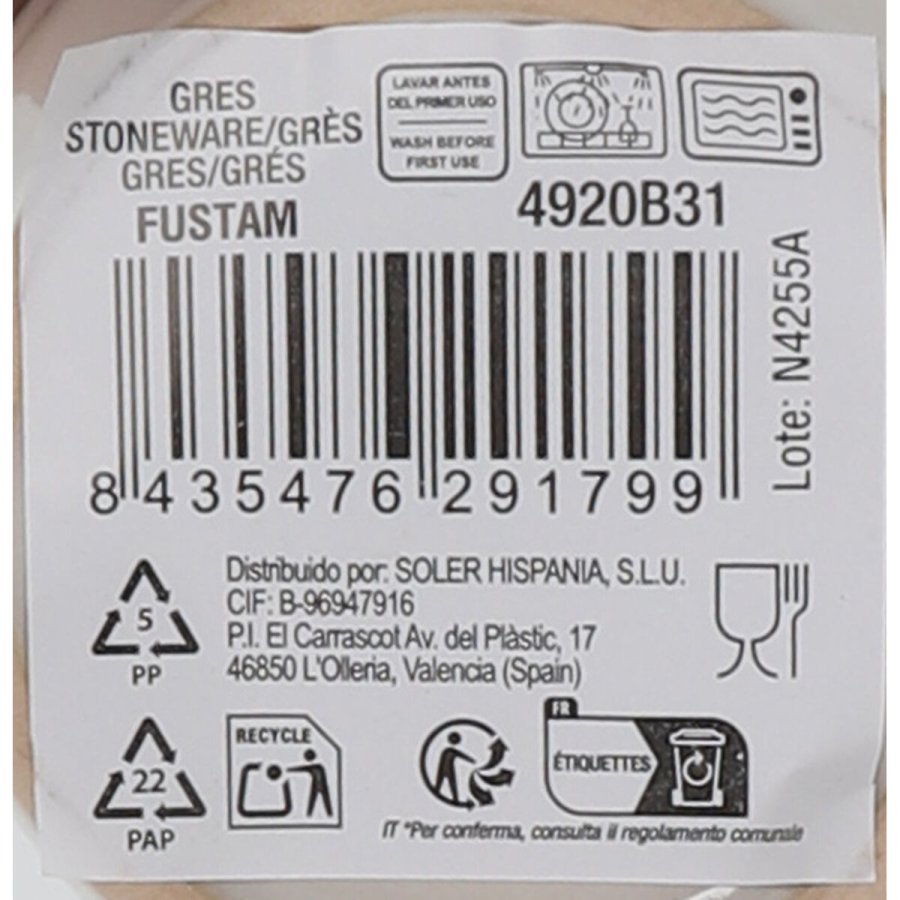 GRES
STONEWARE/GRÈS
GRES/GRÉS
FUSTAM
LAVAR ANTES
DEL PRIMER USO
WASH BEFORE
FIRST USE
4920B31
8 435476 291799
Lote: N4255A
5
PP
Distribuido por: SOLER HISPANIA, S.L.U.
CIF: B-96947916
P.I. El Carrascot Av. del Plàstic, 17
46850 L'Olleria, Valencia (Spain)
22
PAP
RECYCLE
FR
ÉTIQUETTES
IT *Per conferma, consulta il regolamento comunale